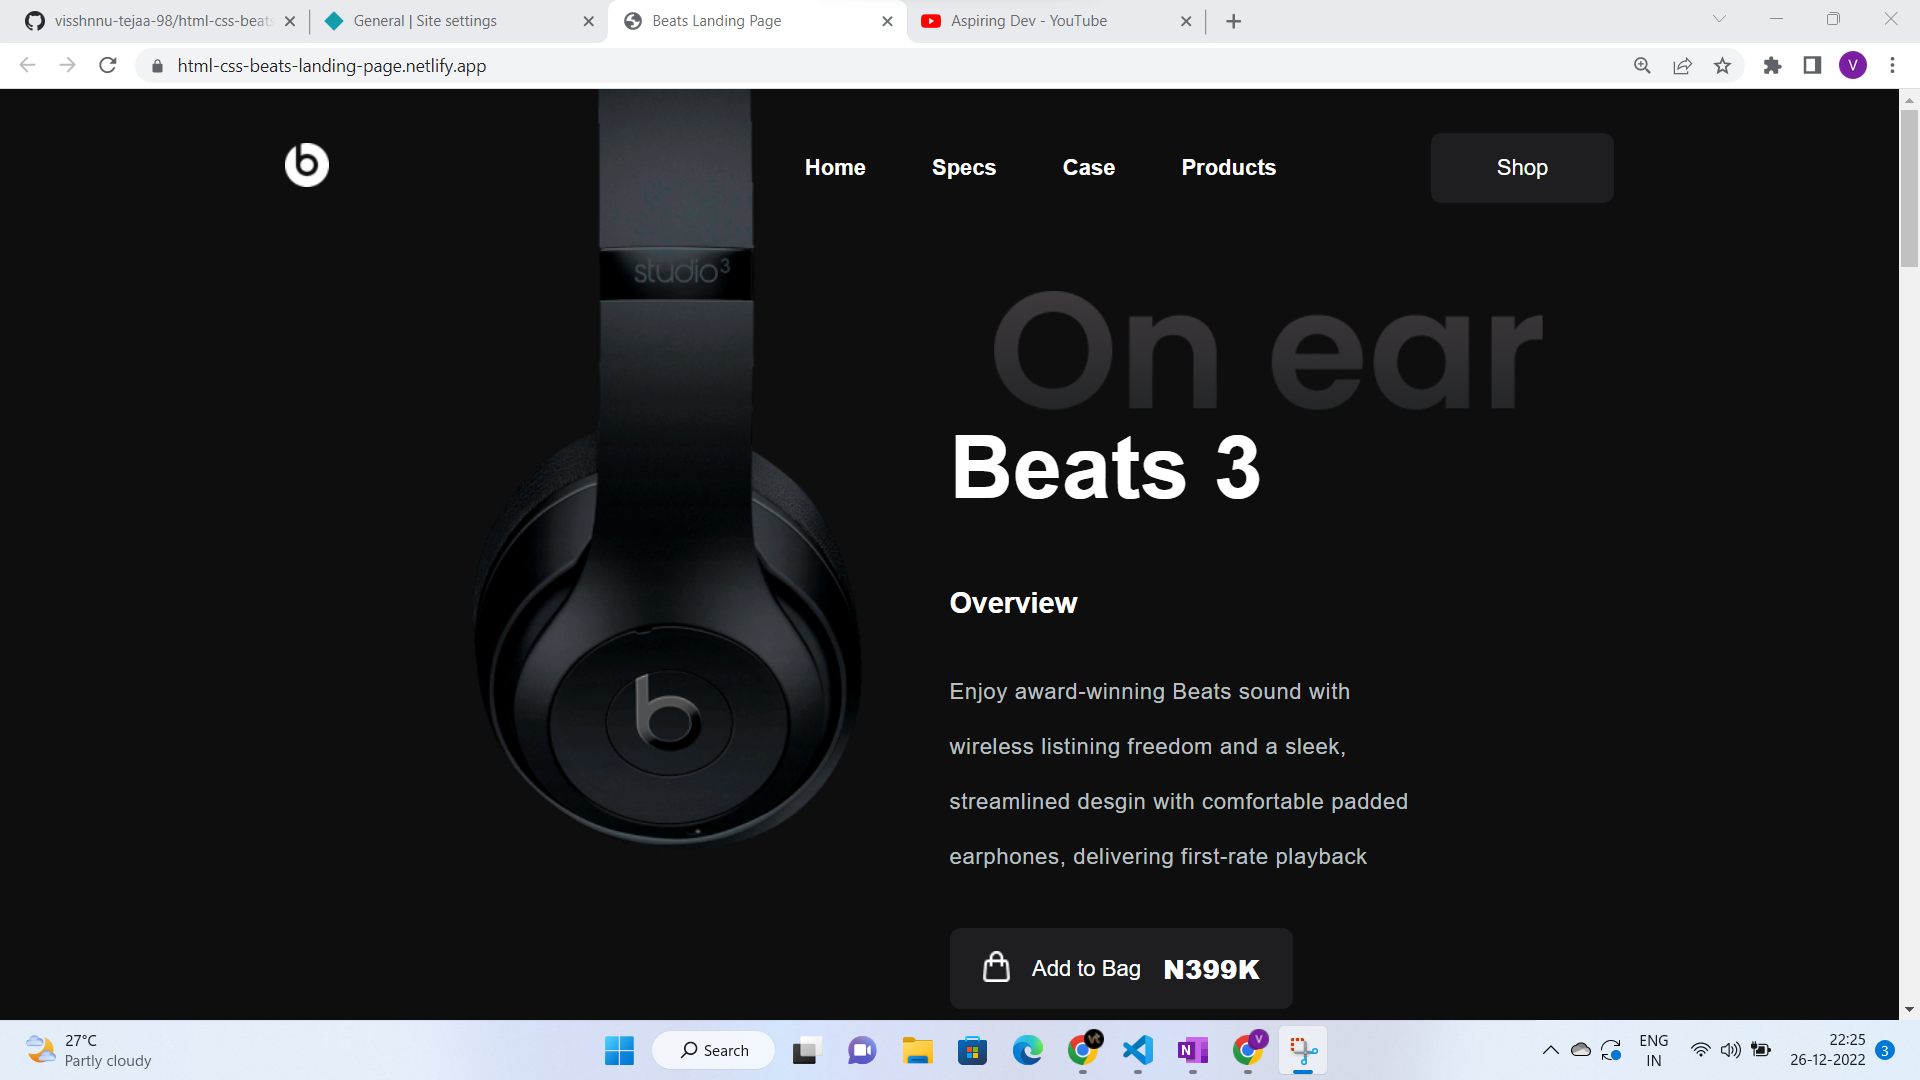 visshnnu-tejaa-98/html-css-beats
General | Site settings
Beats Landing Page
Aspiring Dev - YouTube
html-css-beats-landing-page.netlify.app
V
b
Home
Specs
Case
Products
Shop
studio3
On ear
Beats 3
Overview
Enjoy award-winning Beats sound with
wireless listining freedom and a sleek,
streamlined desgin with comfortable padded
earphones, delivering first-rate playback
b
Add to Bag N399K
27°C
Partly cloudy
Search
ENG
IN
22:25
26-12-2022
3